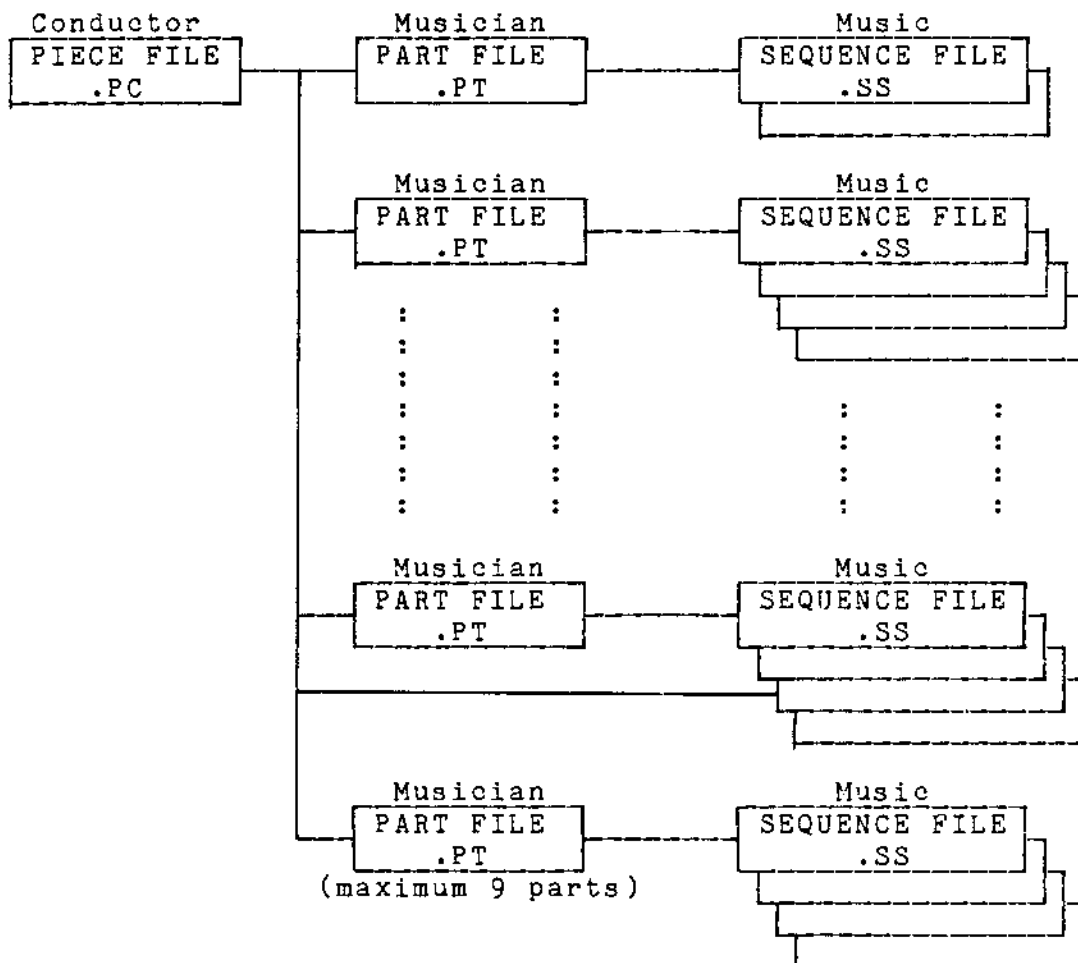 Conductor Musician Music
PIECE FILE PART FILE SEQUENCE FILE
.PC .PT .SS
Musician Music
PART FILE SEQUENCE FILE
.PT .SS
: :
: :
: :
: : : :
: : : :
: : : :
: : : :
Musician Music
PART FILE SEQUENCE FILE
.PT .SS
Musician Music
PART FILE SEQUENCE FILE
.PT .SS
(maximum 9 parts)